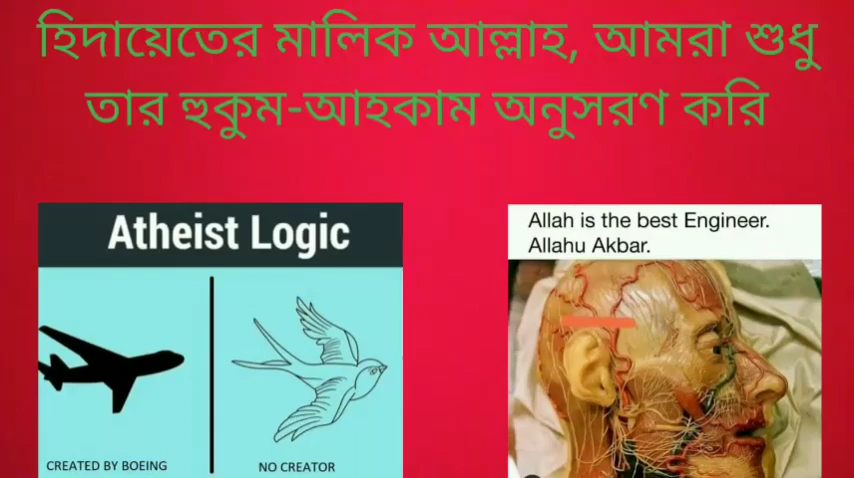 হিদায়েতের মালিক আল্লাহ, আমরা শুধু
তার হুকুম-আহকাম অনুসরণ করি
Atheist Logic
CREATED BY BOEING
NO CREATOR
Allah is the best Engineer.
Allahu Akbar.